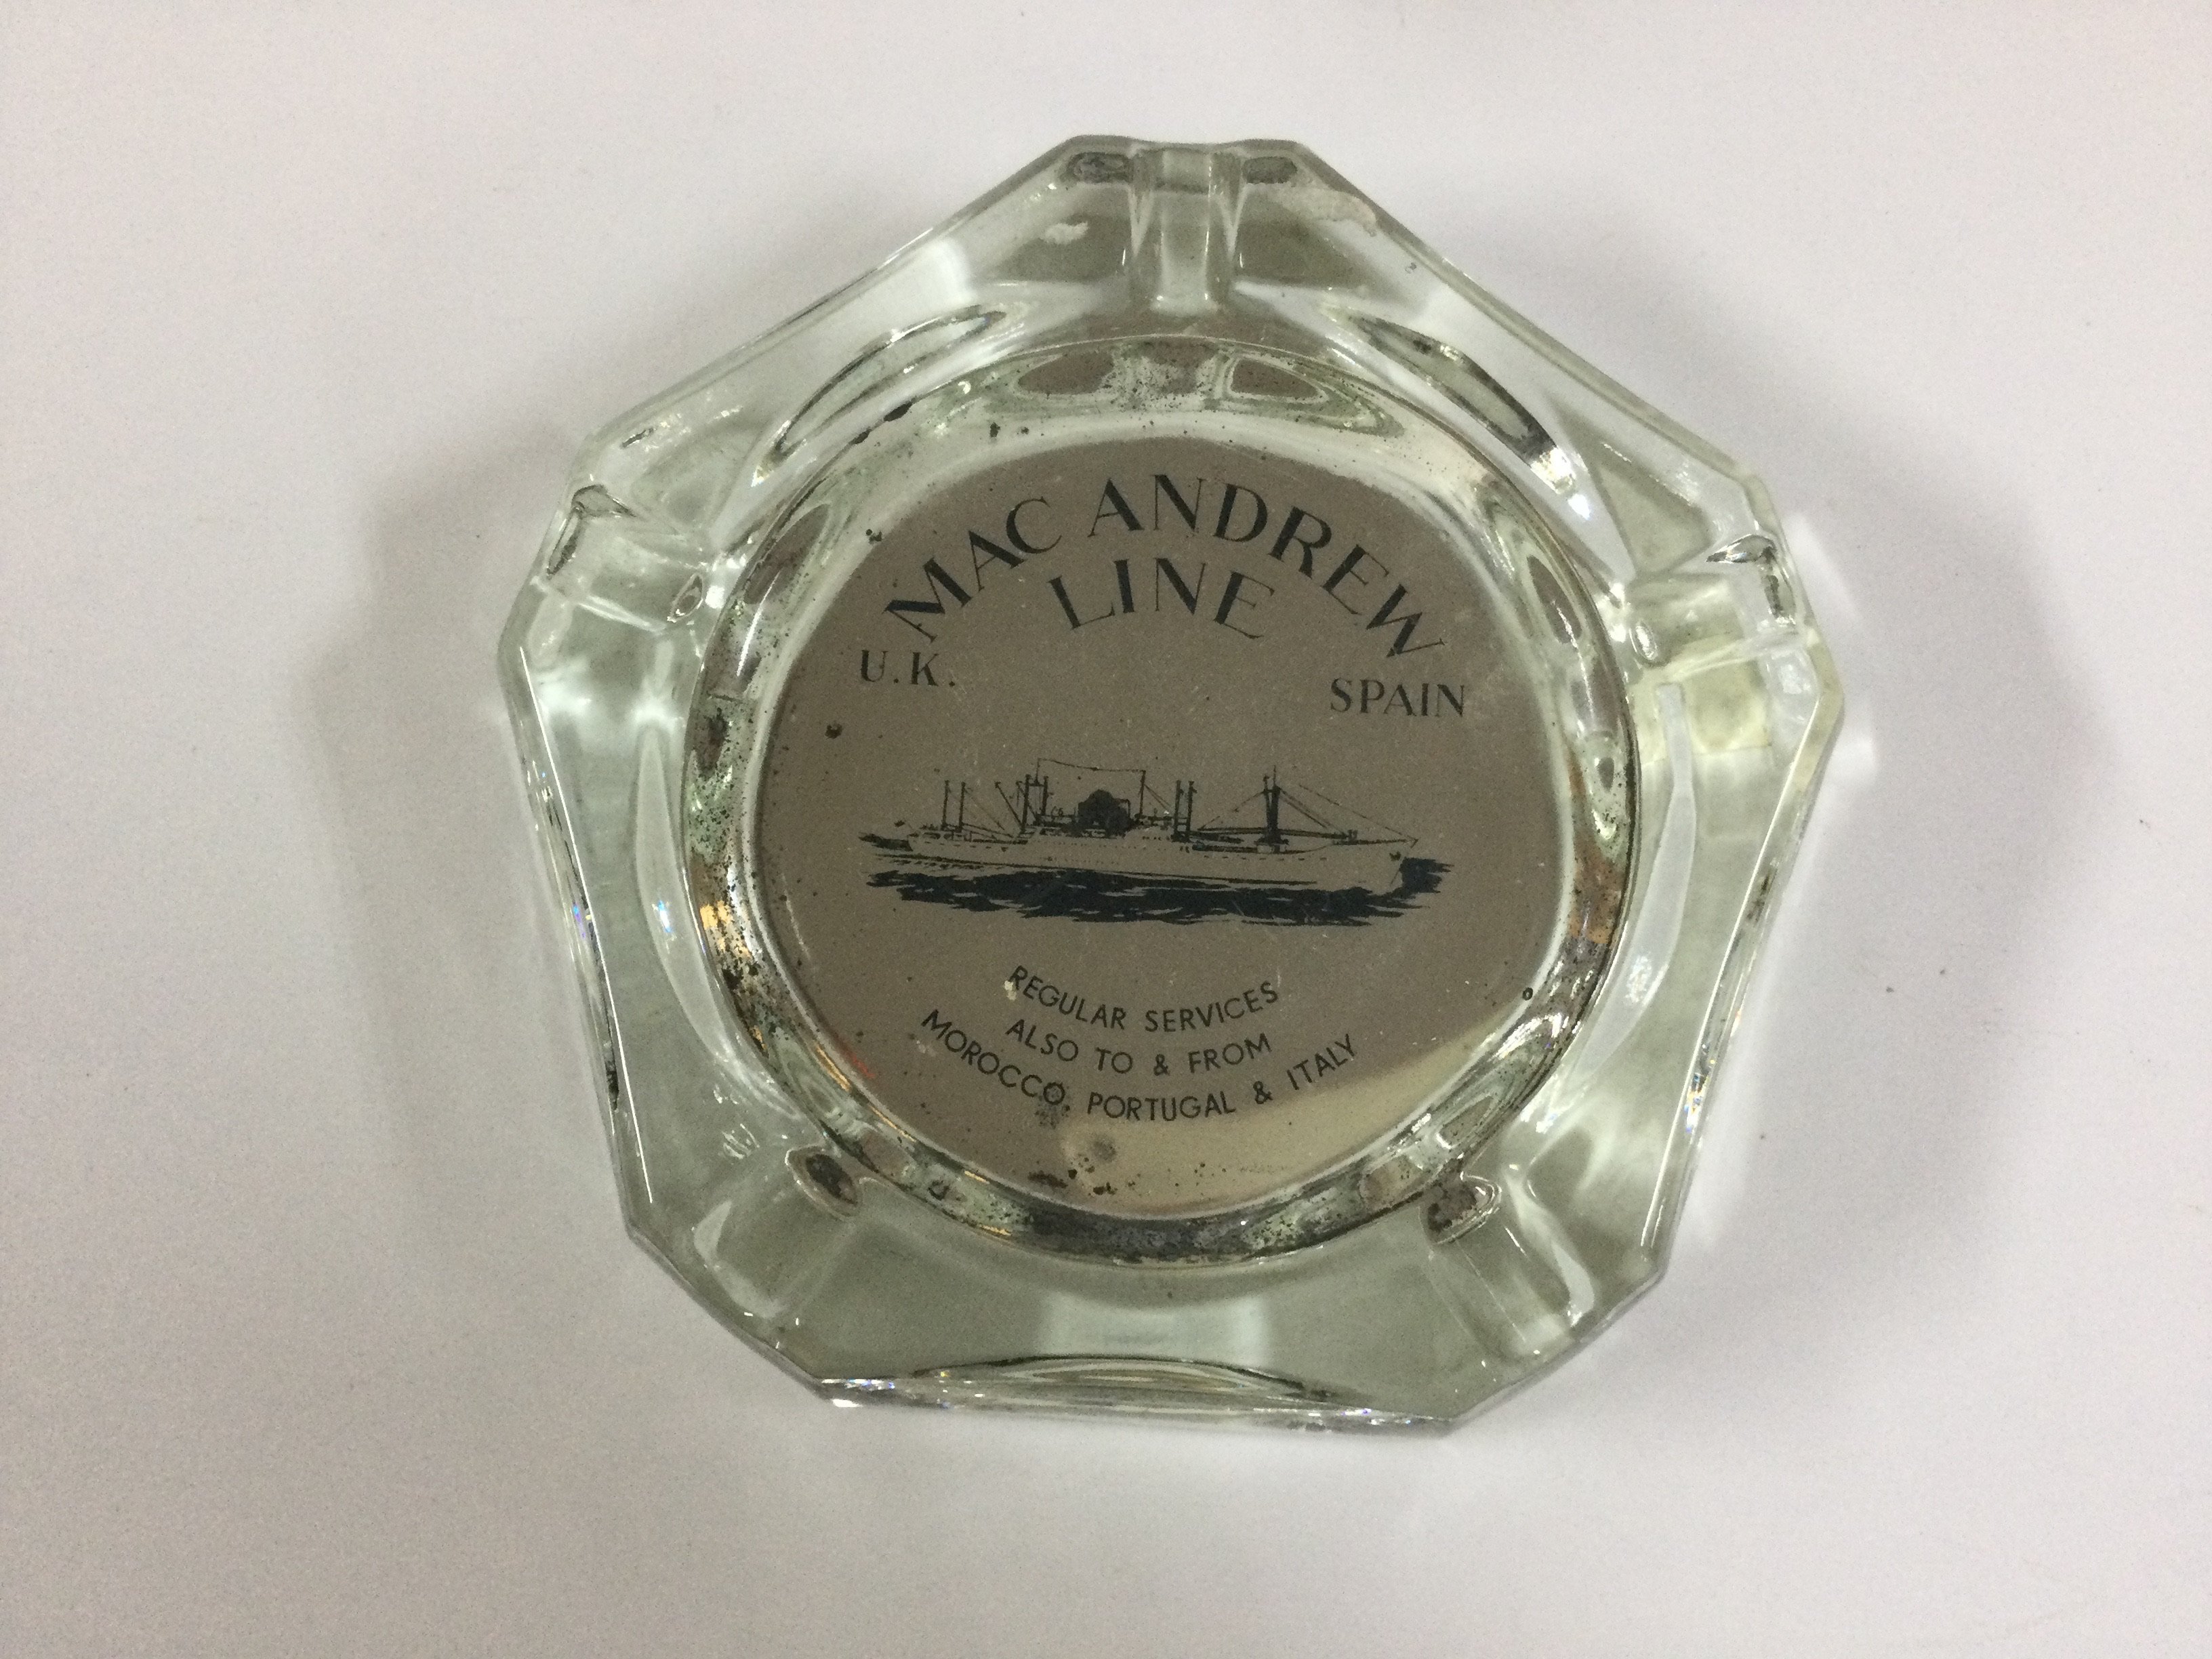 MAC ANDREW
LINE
U.K. SPAIN
REGULAR SERVICES
ALSO TO & FROM
MOROCCO, PORTUGAL & ITALY